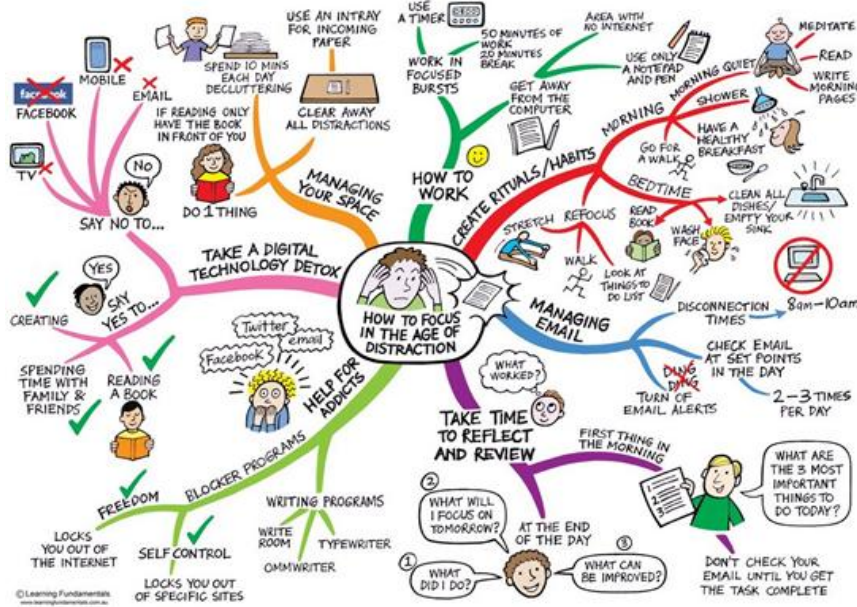 HOW TO FOCUS
IN THE AGE OF
DISTRACTION
HOW TO
WORK
USE
A TIMER
WORK IN
FOCUSED
BURSTS
50 MINUTES OF
WORK
20 MINUTES
BREAK
GET AWAY
FROM THE
COMPUTER
AREA WITH
NO INTERNET
USE ONLY
A NOTEPAD
AND PEN
CREATE RITUALS/HABITS
MORNING
MORNING QUIET
MEDITATE
READ
WRITE
MORNING
PAGES
SHOWER
HAVE A
HEALTHY
BREAKFAST
GO FOR
A WALK
BEDTIME
CLEAN ALL
DISHES/
EMPTY YOUR
SINK
READ
BOOK
WASH
FACE
REFOCUS
STRETCH
WALK
LOOK AT
THINGS TO
DO LIST
MANAGING
EMAIL
DISCONNECTION
TIMES
8am-10am
CHECK EMAIL
AT SET POINTS
IN THE DAY
2-3 TIMES
PER DAY
DING
DING
TURN OF
EMAIL ALERTS
TAKE TIME
TO REFLECT
AND REVIEW
WHAT
WORKED?
FIRST THING IN
THE MORNING
1
2
3
WHAT ARE
THE 3 MOST
IMPORTANT
THINGS TO
DO TODAY?
DON'T CHECK YOUR
EMAIL UNTIL YOU GET
THE TASK COMPLETE
AT THE END
OF THE DAY
1
WHAT
DID I DO?
2
WHAT WILL
I FOCUS ON
TOMORROW?
3
WHAT CAN
BE IMPROVED?
HELP FOR
ADDICTS
Twitter
email
Facebook
BLOCKER PROGRAMS
FREEDOM
LOCKS
YOU OUT OF
THE INTERNET
SELF CONTROL
LOCKS YOU OUT
OF SPECIFIC SITES
WRITING PROGRAMS
WRITE
ROOM
OMMWRITER
TYPEWRITER
TAKE A DIGITAL
TECHNOLOGY DETOX
SAY NO TO...
NO
TV
facebook
FACEBOOK
MOBILE
EMAIL
SAY
YES TO...
YES
CREATING
SPENDING
TIME WITH
FAMILY &
FRIENDS
READING
A BOOK
MANAGING
YOUR SPACE
SPEND 10 MINS
EACH DAY
DECLUTTERING
USE AN INTRAY
FOR INCOMING
PAPER
CLEAR AWAY
ALL DISTRACTIONS
IF READING ONLY
HAVE THE BOOK
IN FRONT OF YOU
DO 1 THING
© Learning Fundamentals
www.learningfundamentals.com.au